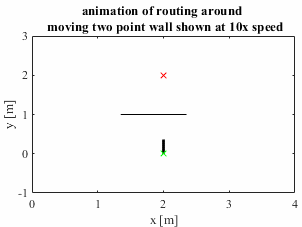 animation of routing around
moving two point wall shown at 10x speed
3
2
1
0
-1
y [m]
0
1
2
3
4
x [m]